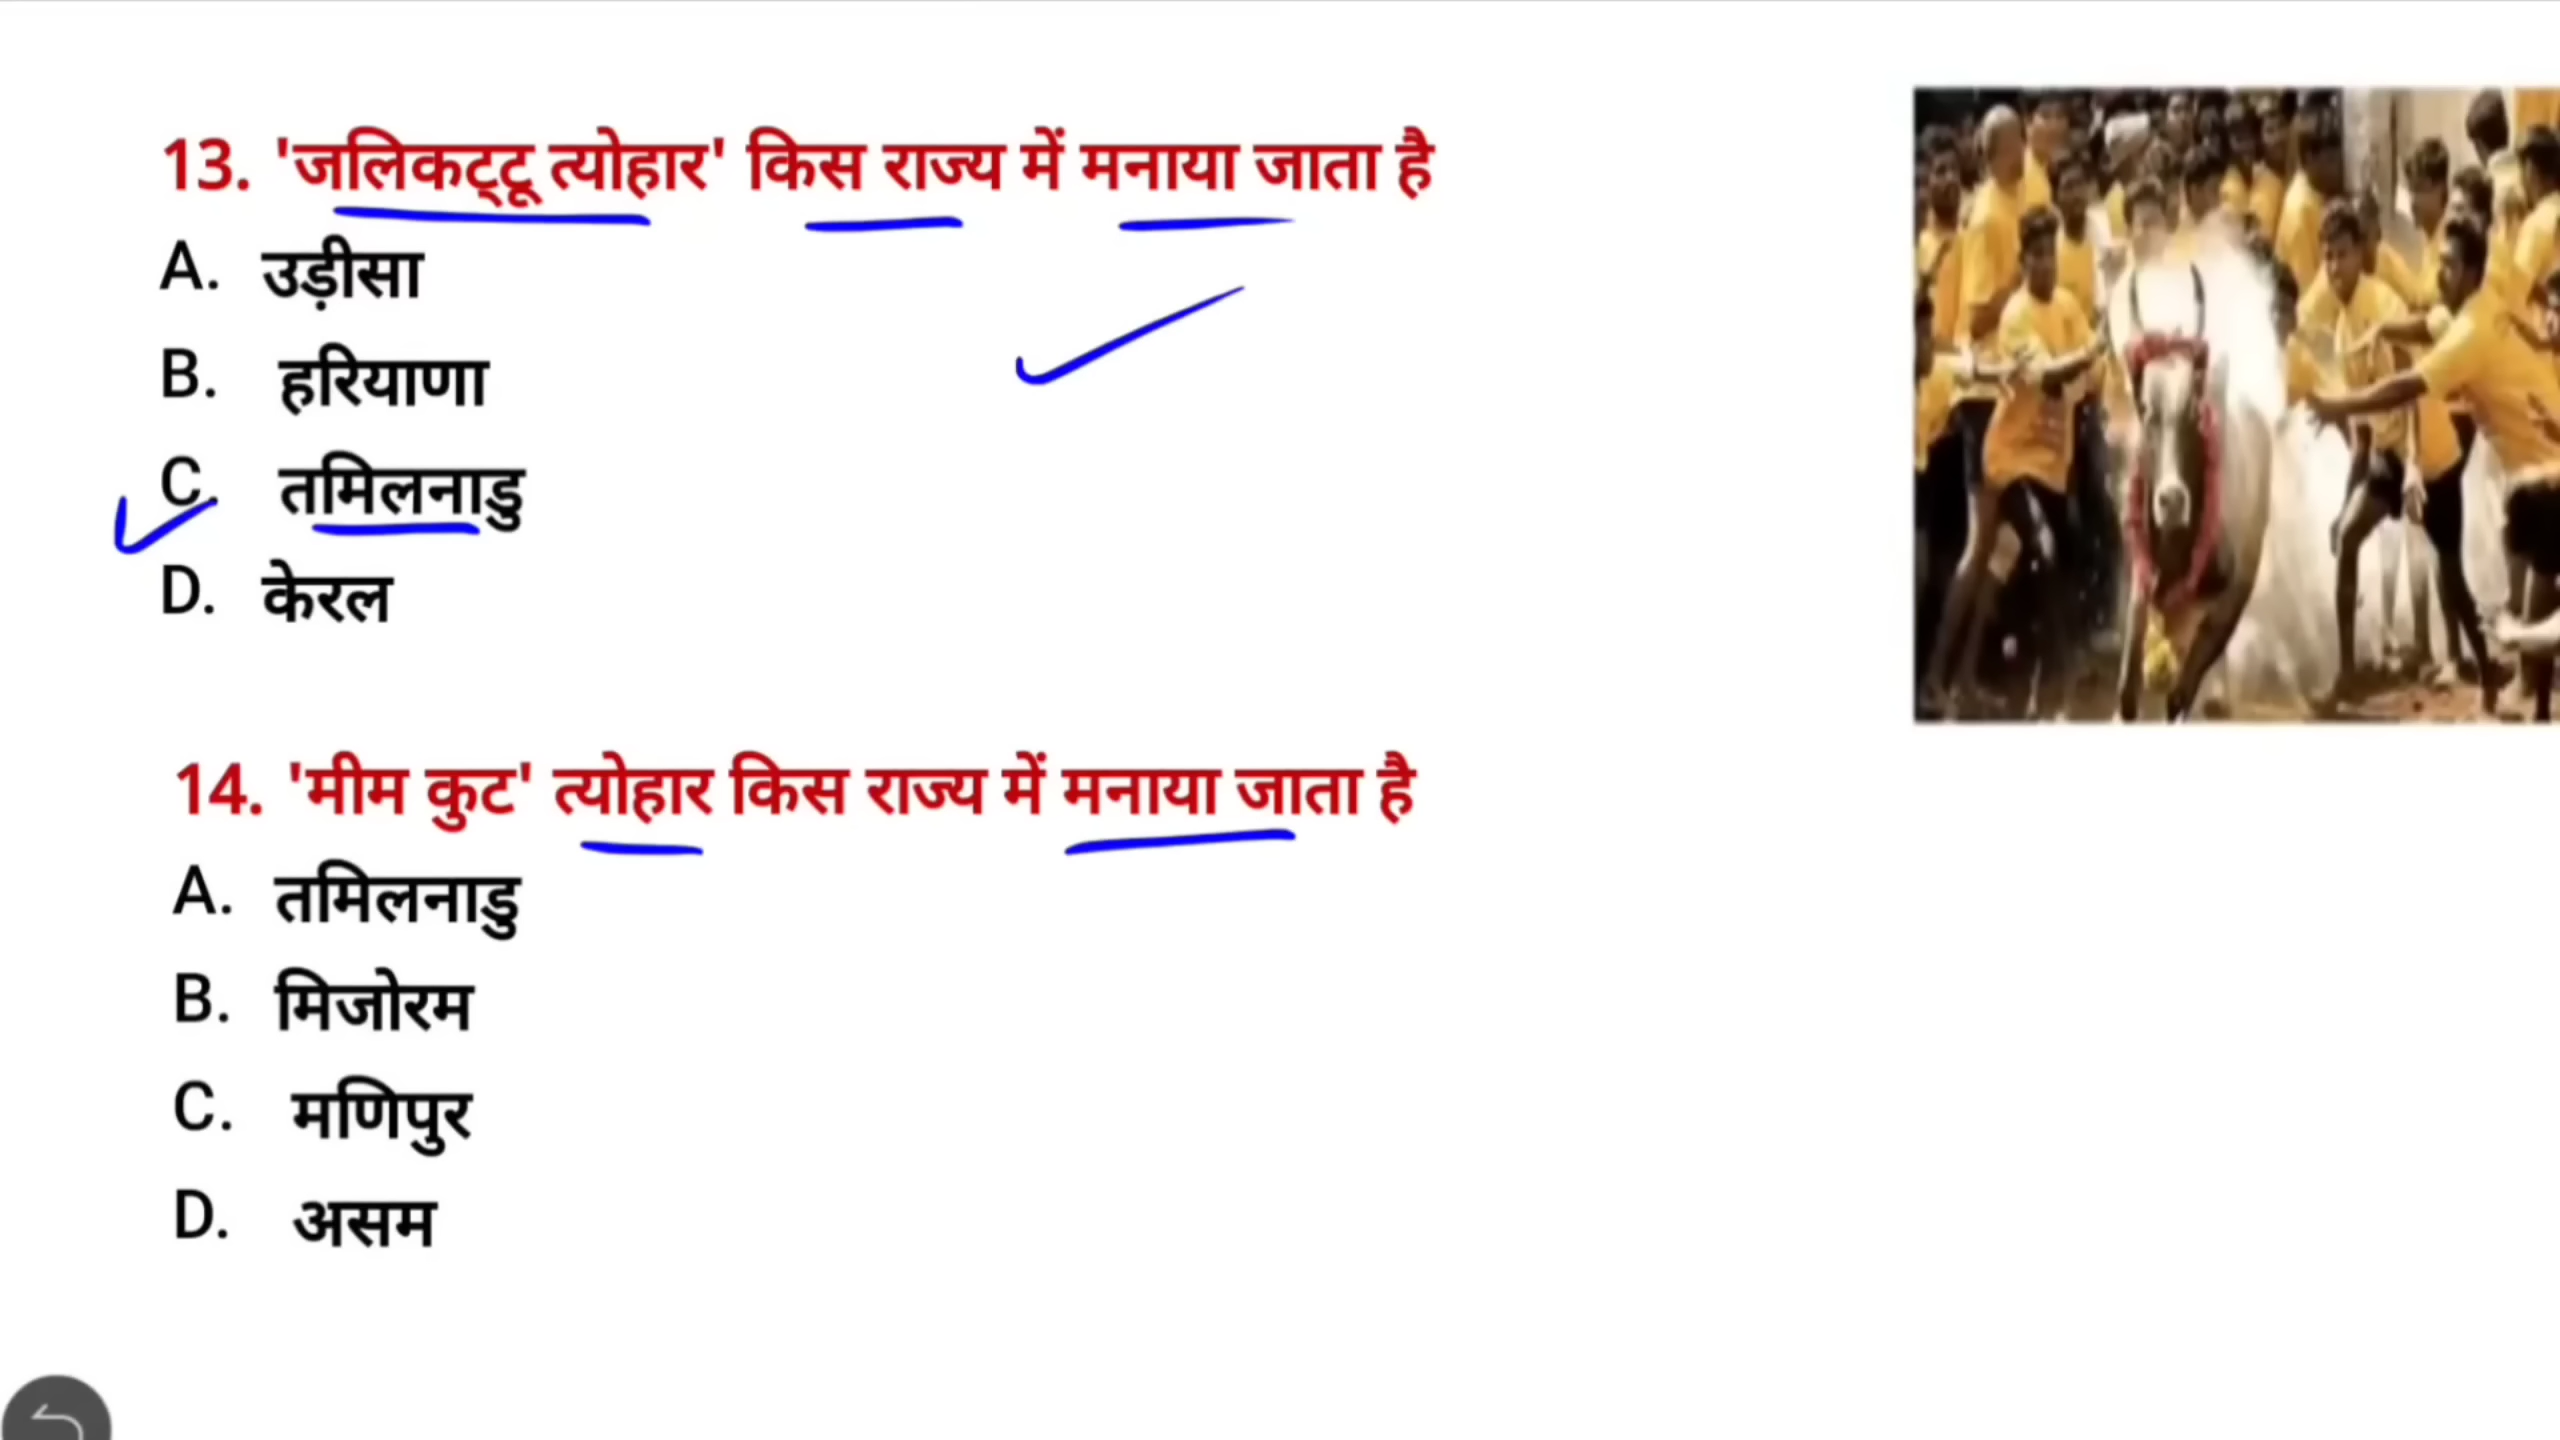 13. 'जलिकट्टू त्योहार' किस राज्य में मनाया जाता है
A. उड़ीसा
B. हरियाणा
C. तमिलनाडु
D. केरल
14. 'मीम कुट' त्योहार किस राज्य में मनाया जाता है
A. तमिलनाडु
B. मिजोरम
C. मणिपुर
D. असम